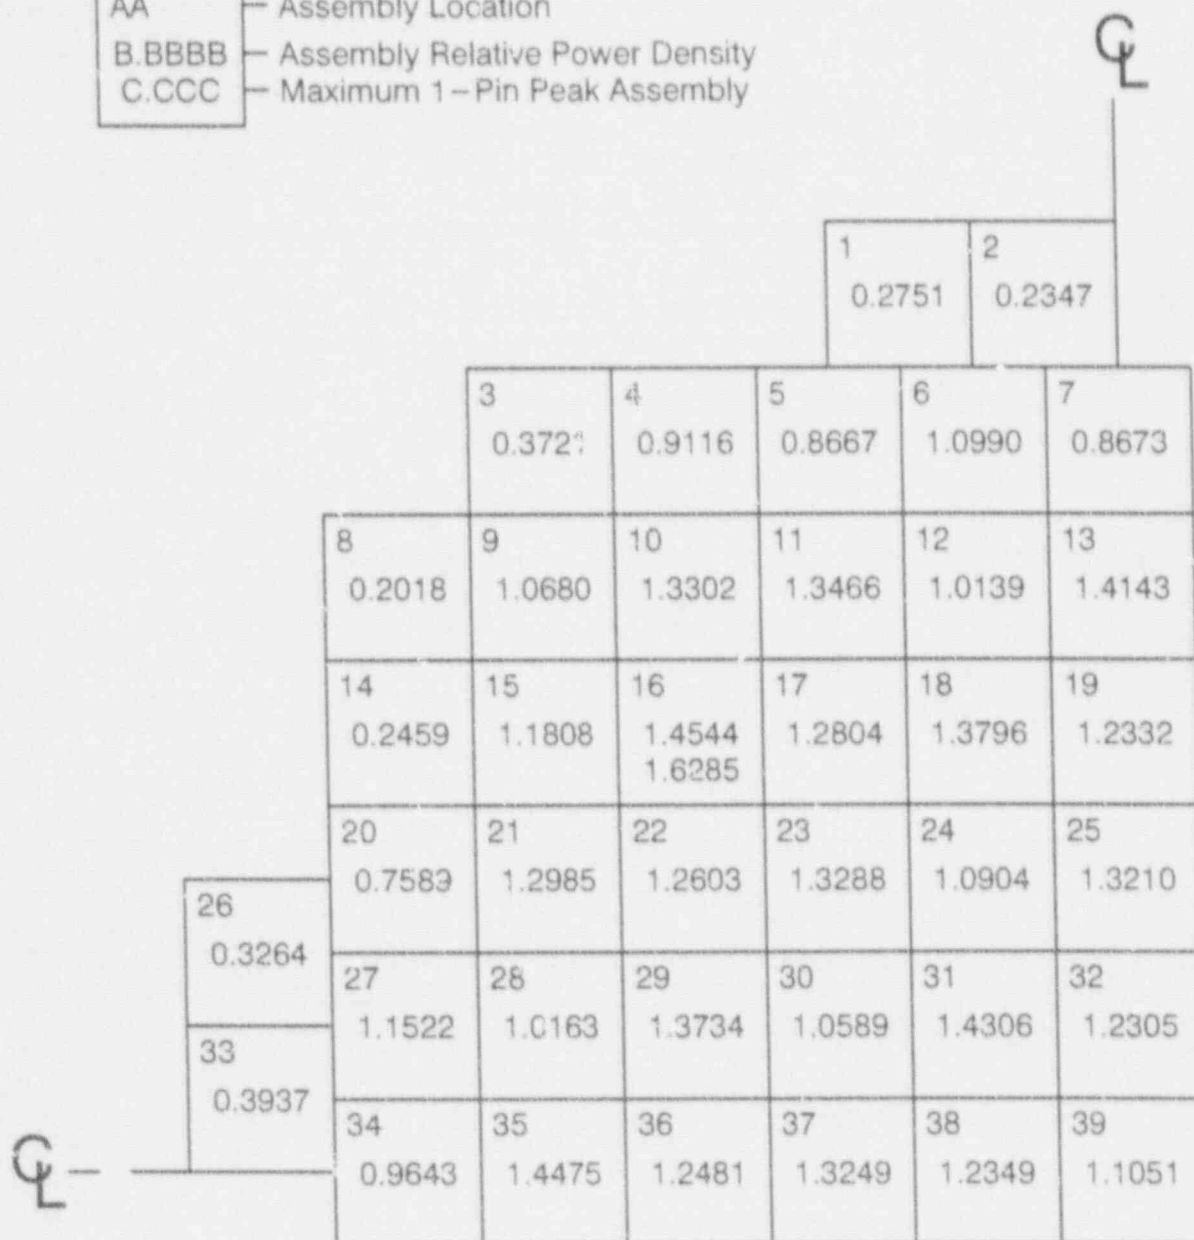 AA — Assembly Location
B.BBBB — Assembly Relative Power Density
C.CCC — Maximum 1-Pin Peak Assembly
CL
1 2
0.2751 0.2347
3 4 5 6 7
0.9116 0.8667 1.0990 0.8673
8 9 10 11 12 13
0.2018 1.0680 1.3302 1.3466 1.0139 1.4143
14 15 16 17 18 19
0.2459 1.1808 1.4544 1.2804 1.3796 1.2332
1.6285
20 21 22 23 24 25
0.7589 1.2985 1.2603 1.3288 1.0904 1.3210
26
0.3264
27 28 29 30 31 32
1.1522 1.0163 1.3734 1.0589 1.4306 1.2305
33
0.3937
34 35 36 37 38 39
0.9643 1.4475 1.2481 1.3249 1.2349 1.1051
CL